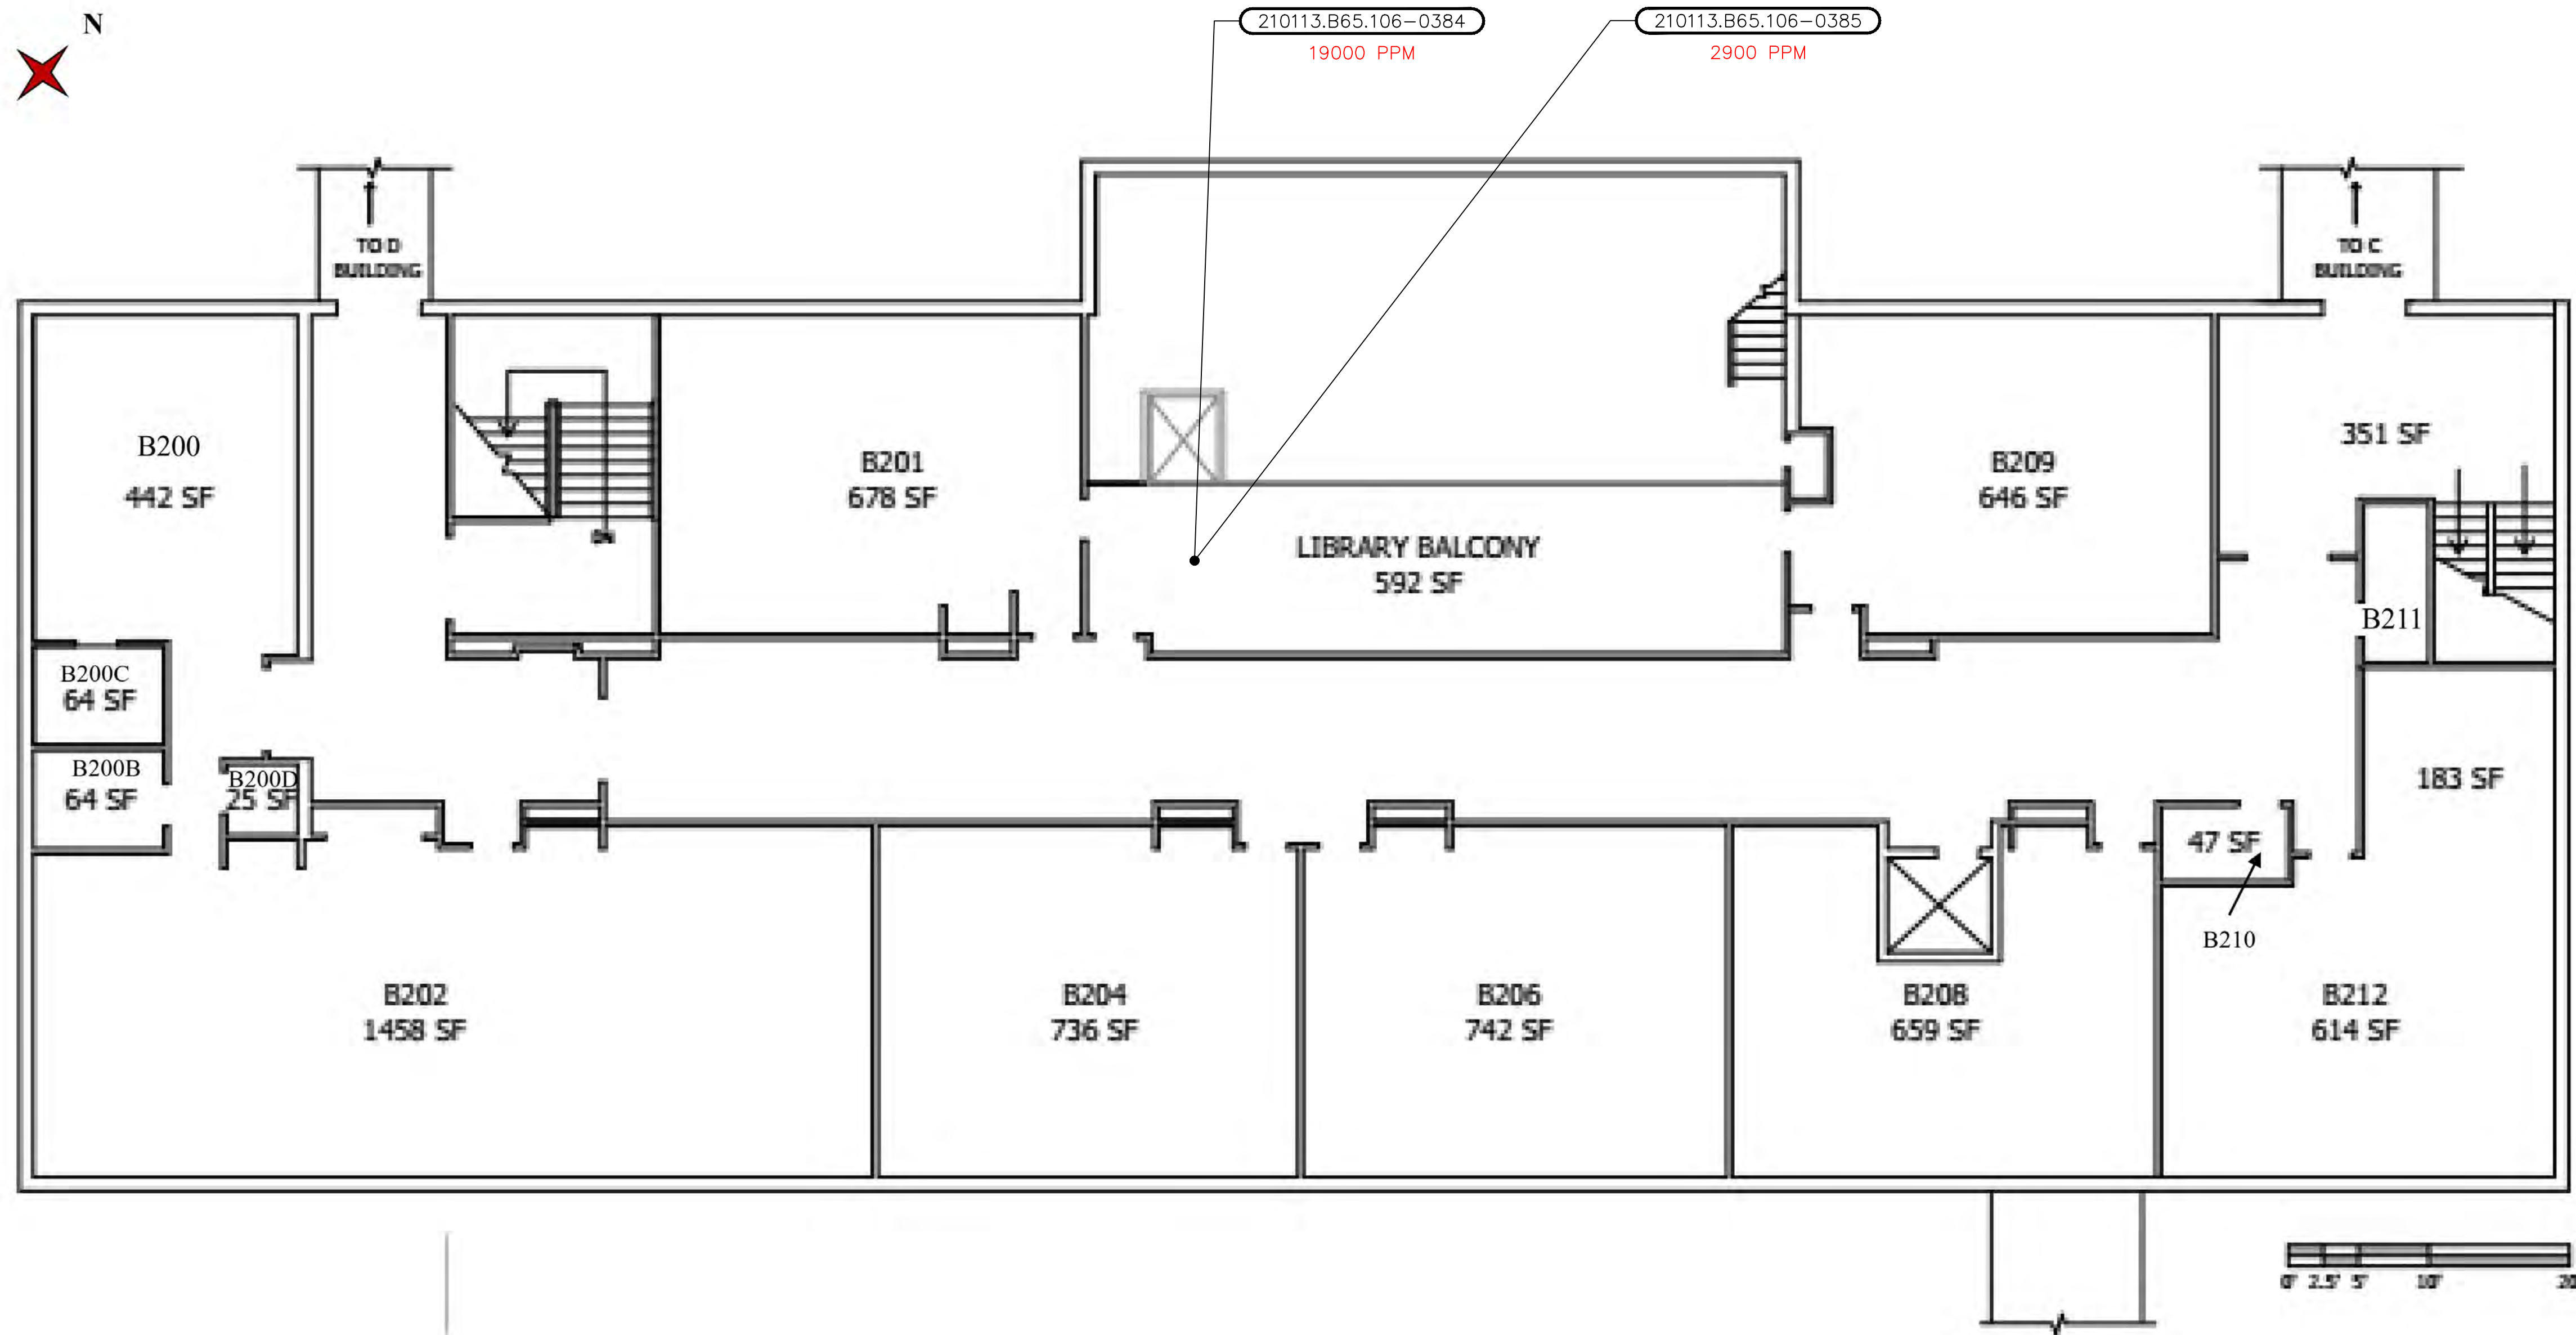 N
210113.B65.106-0384
19000 PPM
210113.B65.106-0385
2900 PPM
TO D
BUILDING
TO C
BUILDING
B200
442 SF
B201
678 SF
DN
LIBRARY BALCONY
592 SF
B209
646 SF
351 SF
B211
B200C
64 SF
B200B
64 SF
B200D
25 SF
183 SF
47 SF
B210
B202
1458 SF
B204
736 SF
B206
742 SF
B208
659 SF
B212
614 SF
0' 2.5' 5' 10' 20